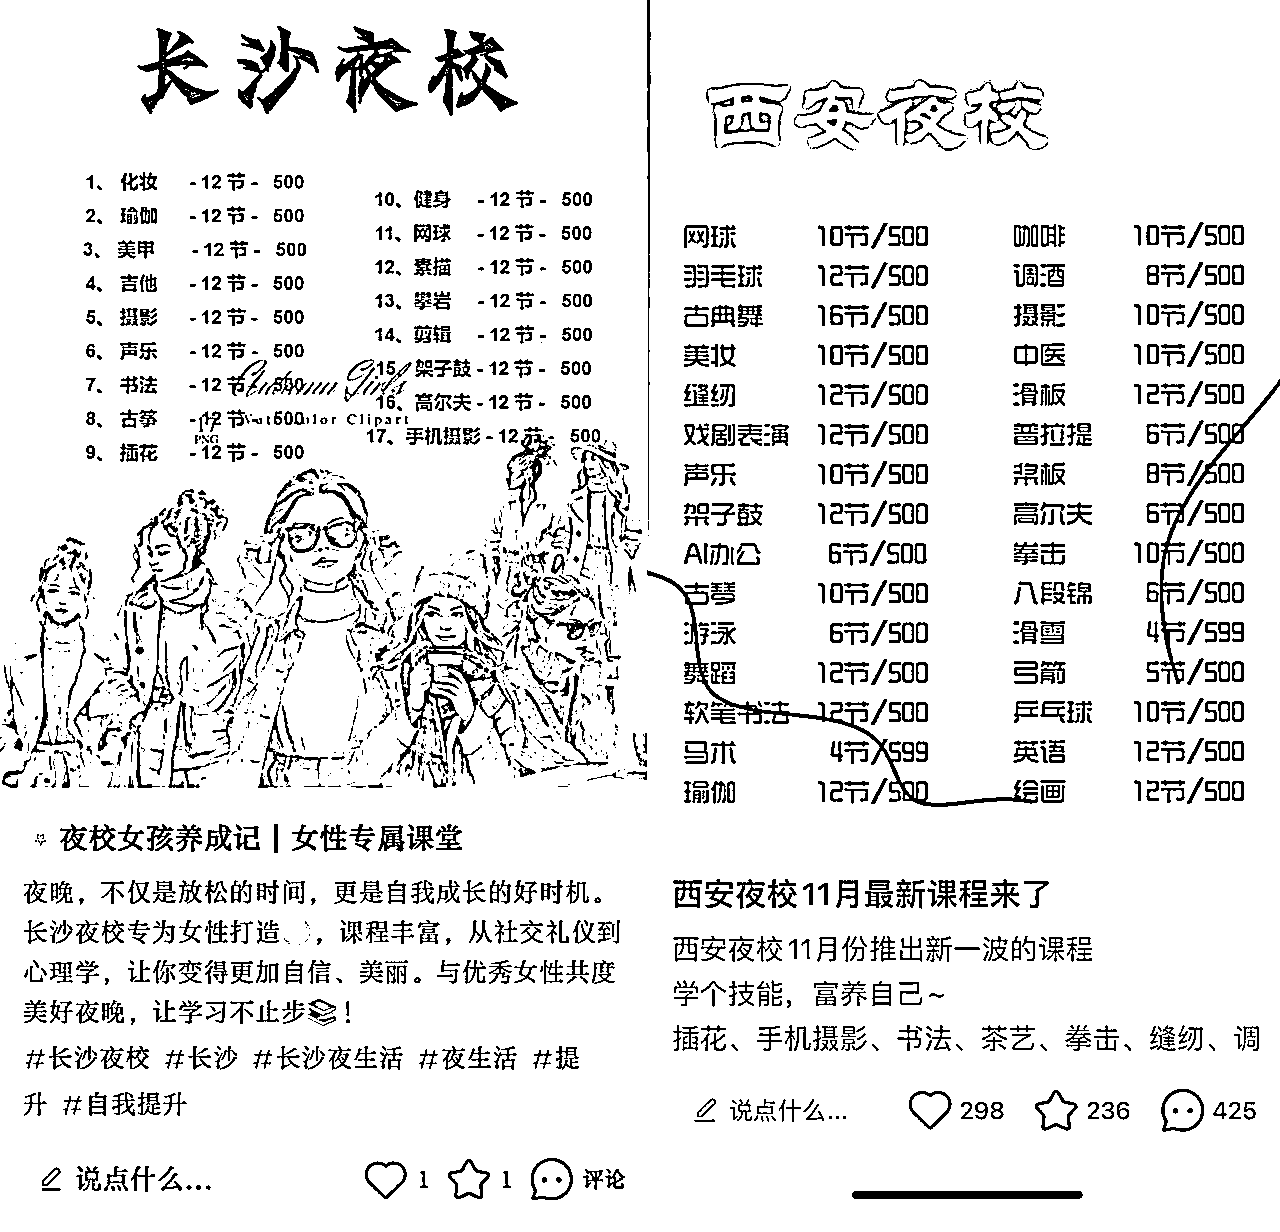 长沙夜校
1、 化妆 - 12 节 - 500
2、 瑜伽 - 12 节 - 500
3、 美甲 - 12 节 - 500
4、 吉他 - 12 节 - 500
5、 摄影 - 12 节 - 500
6、 声乐 - 12 节 - 500
7、 书法 - 12 节 - 500
8、 古筝 - 12 节 - 500
9、 插花 - 12 节 - 500
10、健身 - 12 节 - 500
11、网球 - 12 节 - 500
12、素描 - 12 节 - 500
13、攀岩 - 12 节 - 500
14、剪辑 - 12 节 - 500
15、架子鼓 - 12 节 - 500
16、高尔夫 - 12 节 - 500
17、手机摄影 - 12 节 - 500
Autumn Girls
Watercolor Clipart
17
PNG
夜校女孩养成记 | 女性专属课堂
夜晚，不仅是放松的时间，更是自我成长的好时机。
长沙夜校专为女性打造，课程丰富，从社交礼仪到
心理学，让你变得更加自信、美丽。与优秀女性共度
美好夜晚，让学习不止步📚！
#长沙夜校 #长沙 #长沙夜生活 #夜生活 #提
升 #自我提升
说点什么... 1 1 评论
西安夜校
网球 10节/500 咖啡 10节/500
羽毛球 12节/500 调酒 8节/500
古典舞 16节/500 摄影 10节/500
美妆 10节/500 中医 10节/500
缝纫 12节/500 滑板 12节/500
戏剧表演 12节/500 普拉提 6节/500
声乐 10节/500 桨板 8节/500
架子鼓 12节/500 高尔夫 6节/500
AI办公 6节/500 拳击 10节/500
古琴 10节/500 八段锦 6节/500
游泳 6节/500 滑雪 4节/599
舞蹈 12节/500 弓箭 5节/500
软笔书法 12节/500 乒乓球 10节/500
马术 4节/599 英语 12节/500
瑜伽 12节/500 绘画 12节/500
西安夜校11月最新课程来了
西安夜校11月份推出新一波的课程
学个技能，富养自己~
插花、手机摄影、书法、茶艺、拳击、缝纫、调
说点什么... 298 236 425